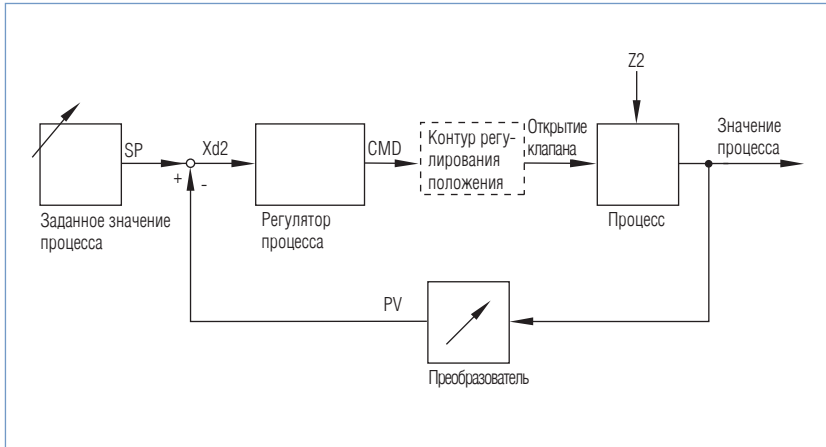 Z2
SP
Xd2
CMD
Контур регу-
лирования
положения
Открытие
клапана
Значение
процесса
+
-
Заданное значение
процесса
Регулятор
процесса
Процесс
PV
Преобразователь